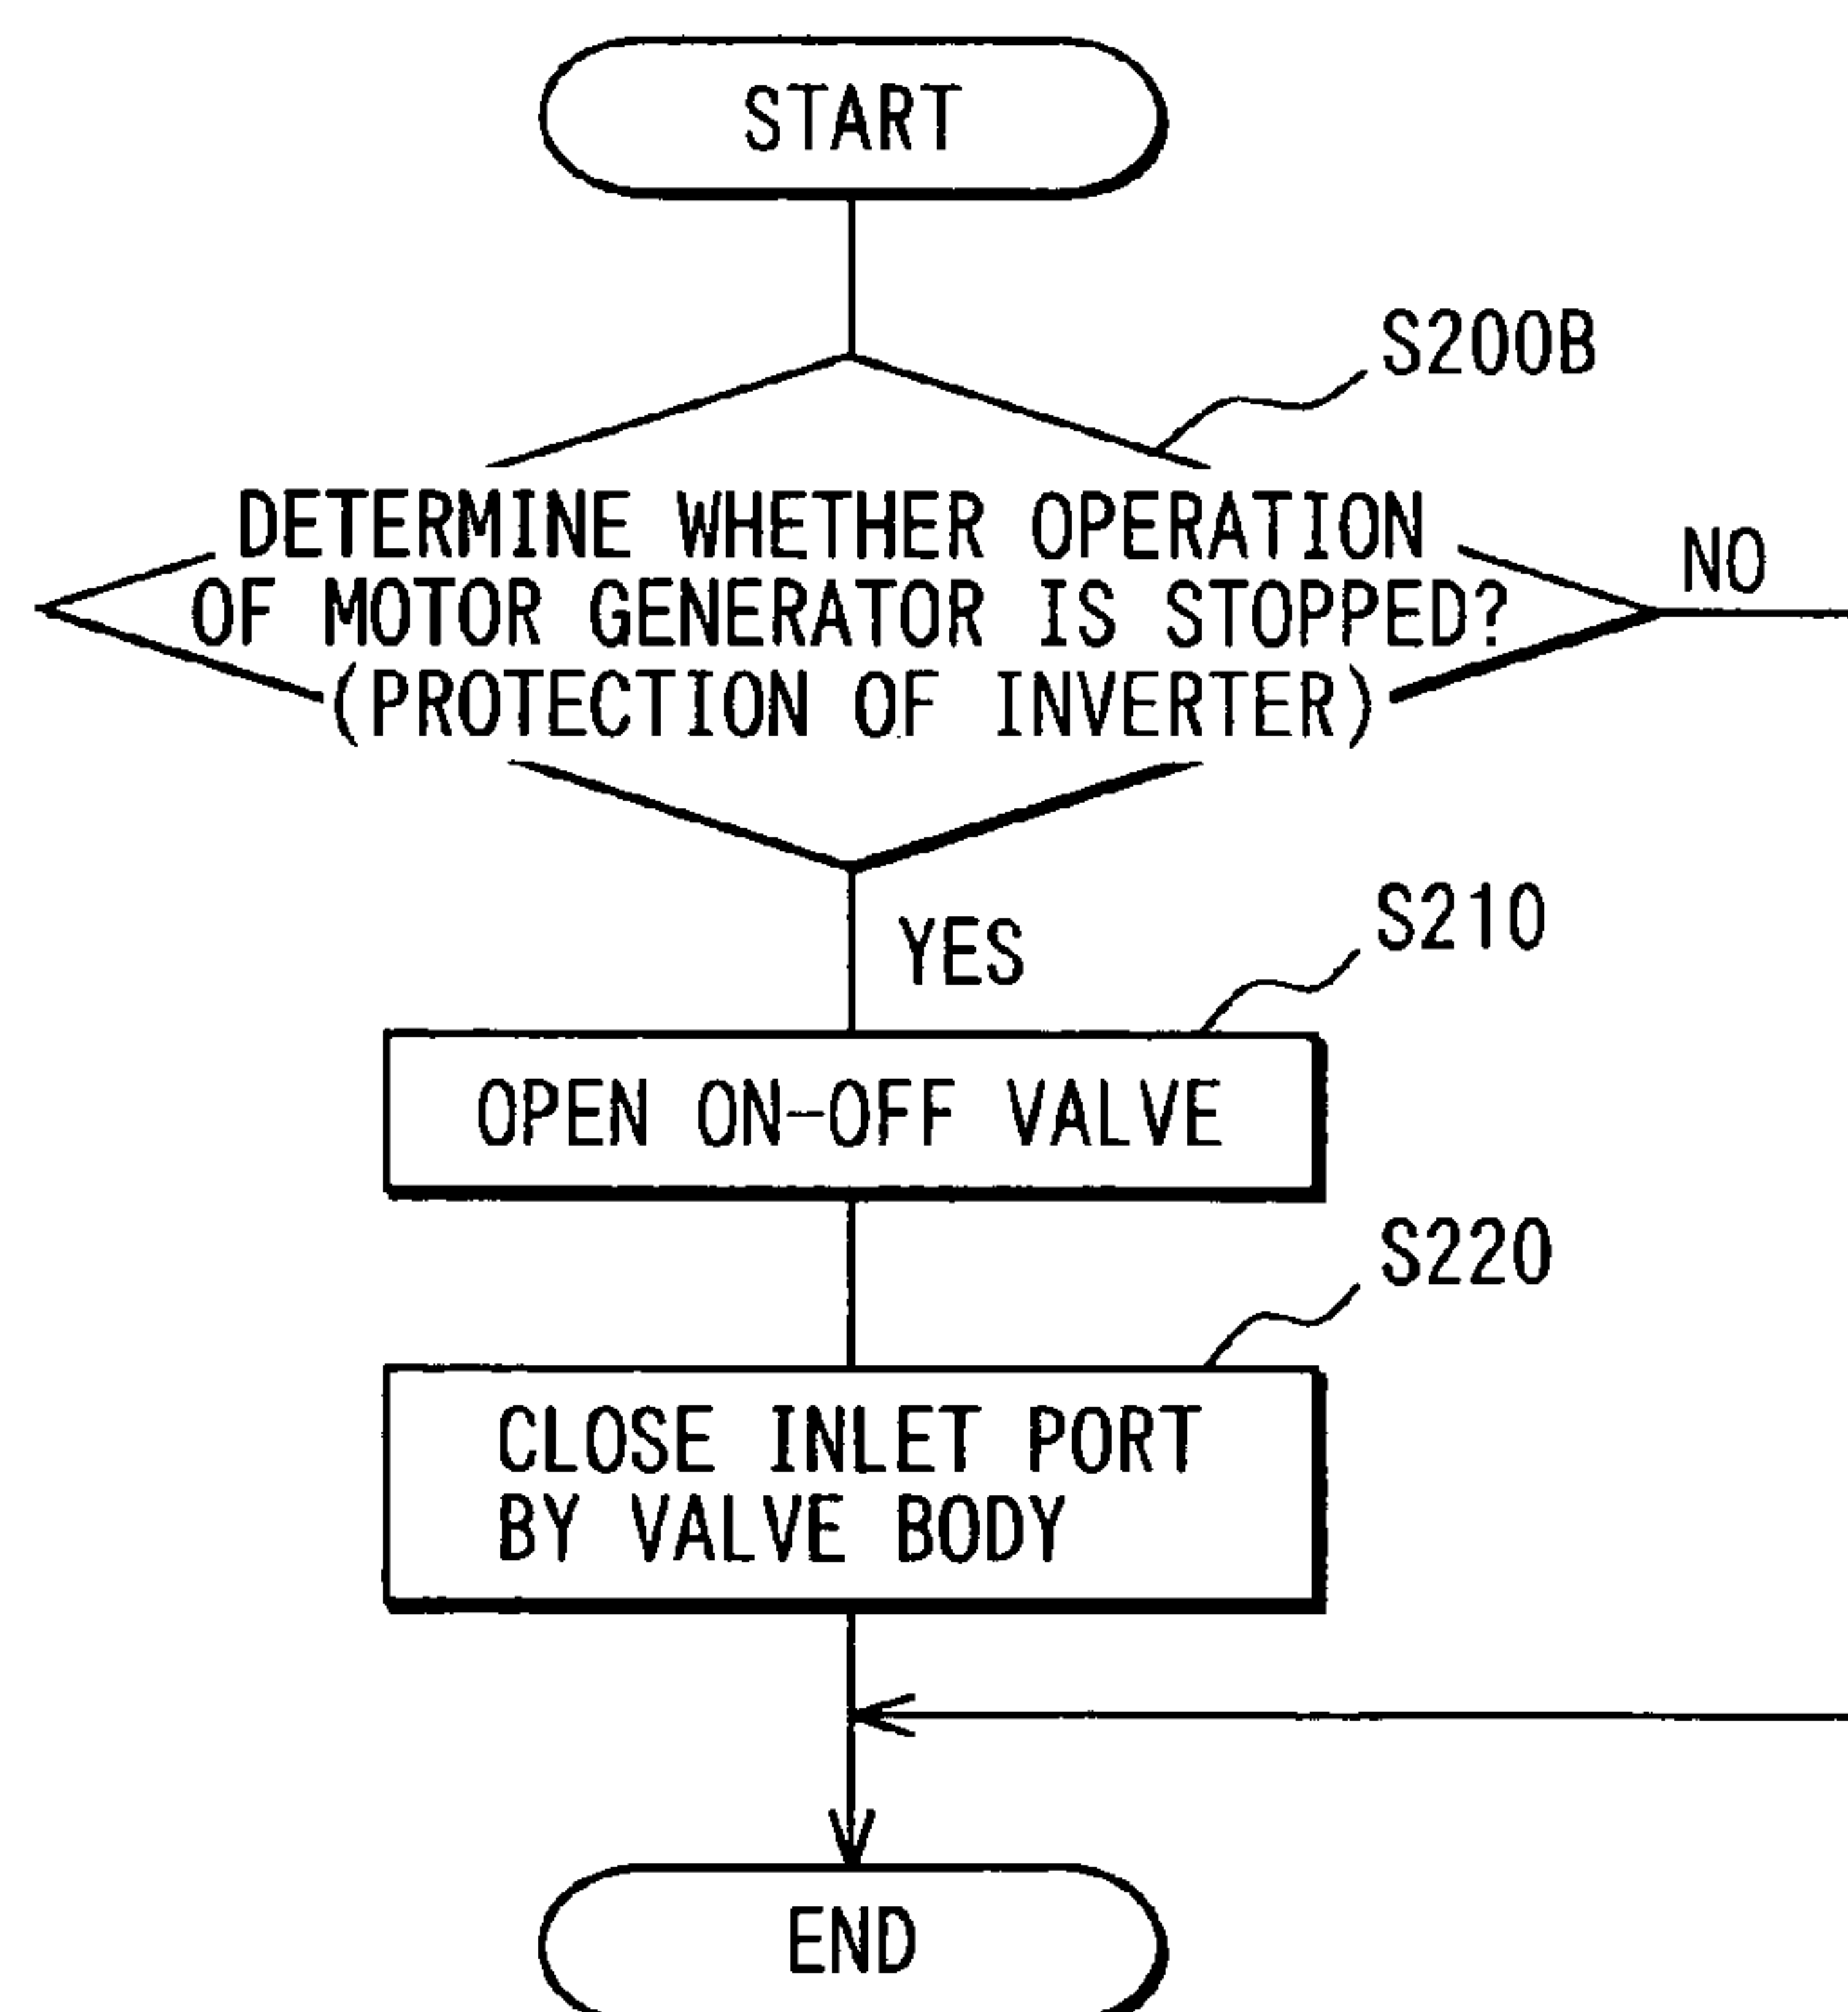 START
S200B
DETERMINE WHETHER OPERATION
OF MOTOR GENERATOR IS STOPPED?
(PROTECTION OF INVERTER)
NO
YES
S210
OPEN ON-OFF VALVE
S220
CLOSE INLET PORT
BY VALVE BODY
END